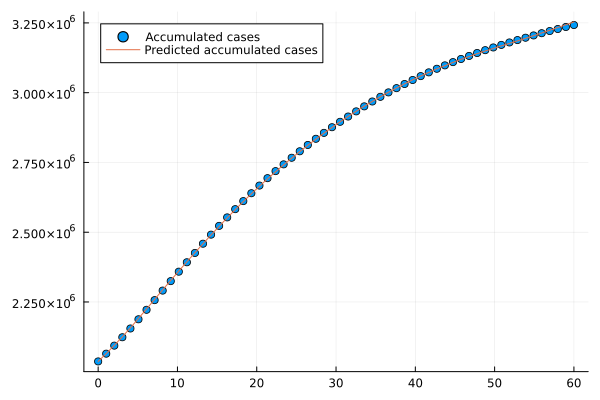 Accumulated cases
Predicted accumulated cases
3.250×10⁶
3.000×10⁶
2.750×10⁶
2.500×10⁶
2.250×10⁶
0 10 20 30 40 50 60